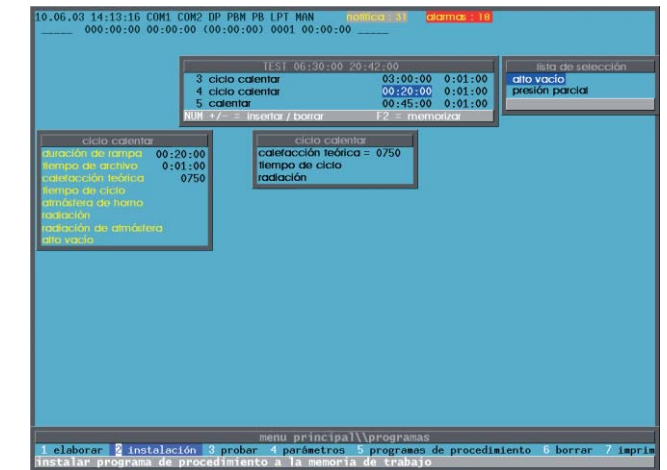 10.06.03 14:13:16 COM1 COM2 DP PBM PB LPT MAN notifica : 31 alarmas : 18
_____ 000:00:00 00:00:00 (00:00:00) 0001 00:00:00 _____
TEST 06:30:00 20:42:00
3 ciclo calentar 03:00:00 0:01:00
4 ciclo calentar 00:20:00 0:01:00
5 calentar 00:45:00 0:01:00
NUM +/- = insertar / borrar F2 = memorizar
lista de selección
alto vacío
presión parcial
ciclo calentar
duración de rampa 00:20:00
tiempo de archivo 0:01:00
calefacción teórica 0750
tiempo de ciclo
atmósfera de horno
radiación
radiación de atmósfera
alto vacío
ciclo calentar
calefacción teórica = 0750
tiempo de ciclo
radiación
menu principal\\programas
1 elaborar 2 instalación 3 probar 4 parámetros 5 programas de procedimiento 6 borrar 7 imprim
instalar programa de procedimiento a la memoria de trabajo